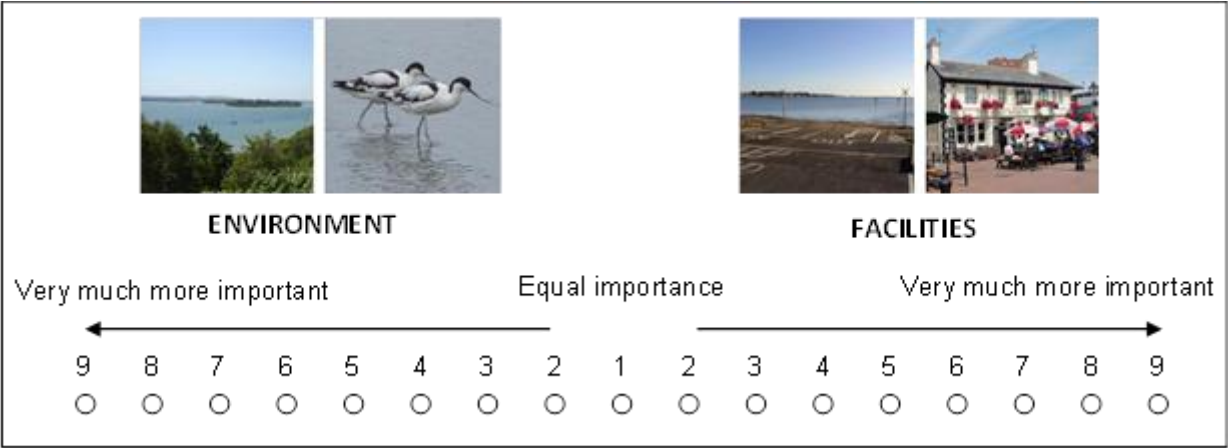 ENVIRONMENT
FACILITIES
Very much more important
Equal importance
Very much more important
9 8 7 6 5 4 3 2 1 2 3 4 5 6 7 8 9